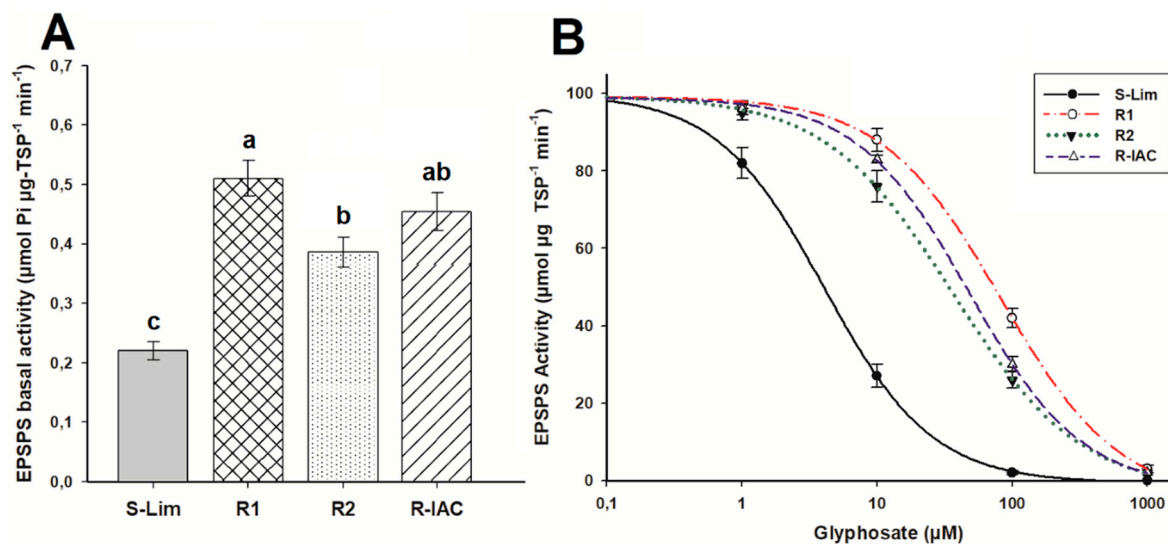 A
EPSPS basal activity (µmol Pi µg-TSP⁻¹ min⁻¹)
0,7
0,6
0,5
0,4
0,3
0,2
0,1
0,0
c
a
b
ab
S-Lim R1 R2 R-IAC
B
EPSPS Activity (µmol µg TSP⁻¹ min⁻¹)
100
80
60
40
20
0
0,1 1 10 100 1000
Glyphosate (µM)
S-Lim
R1
R2
R-IAC